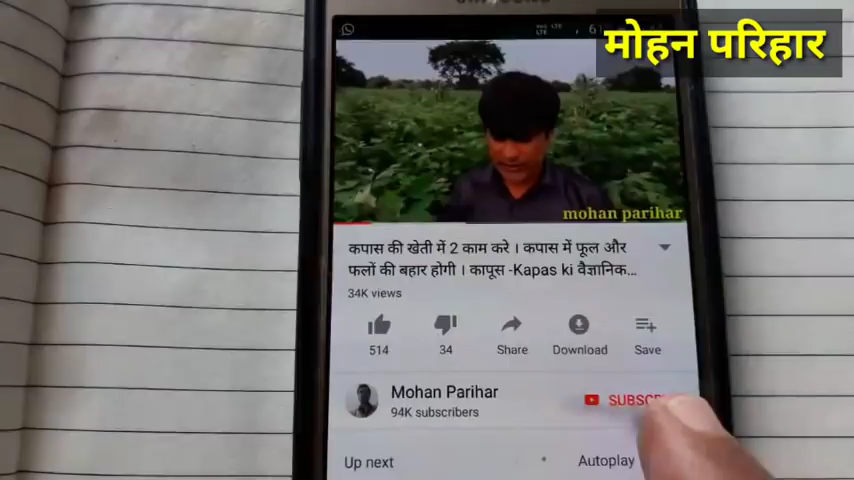 मोहन परिहार
mohan parihar
कपास की खेती में 2 काम करे । कपास में फूल और
फलों की बहार होगी । कापूस -Kapas ki वैज्ञानिक...
34K views
514
34
Share
Download
Save
Mohan Parihar
94K subscribers
Up next
Autoplay